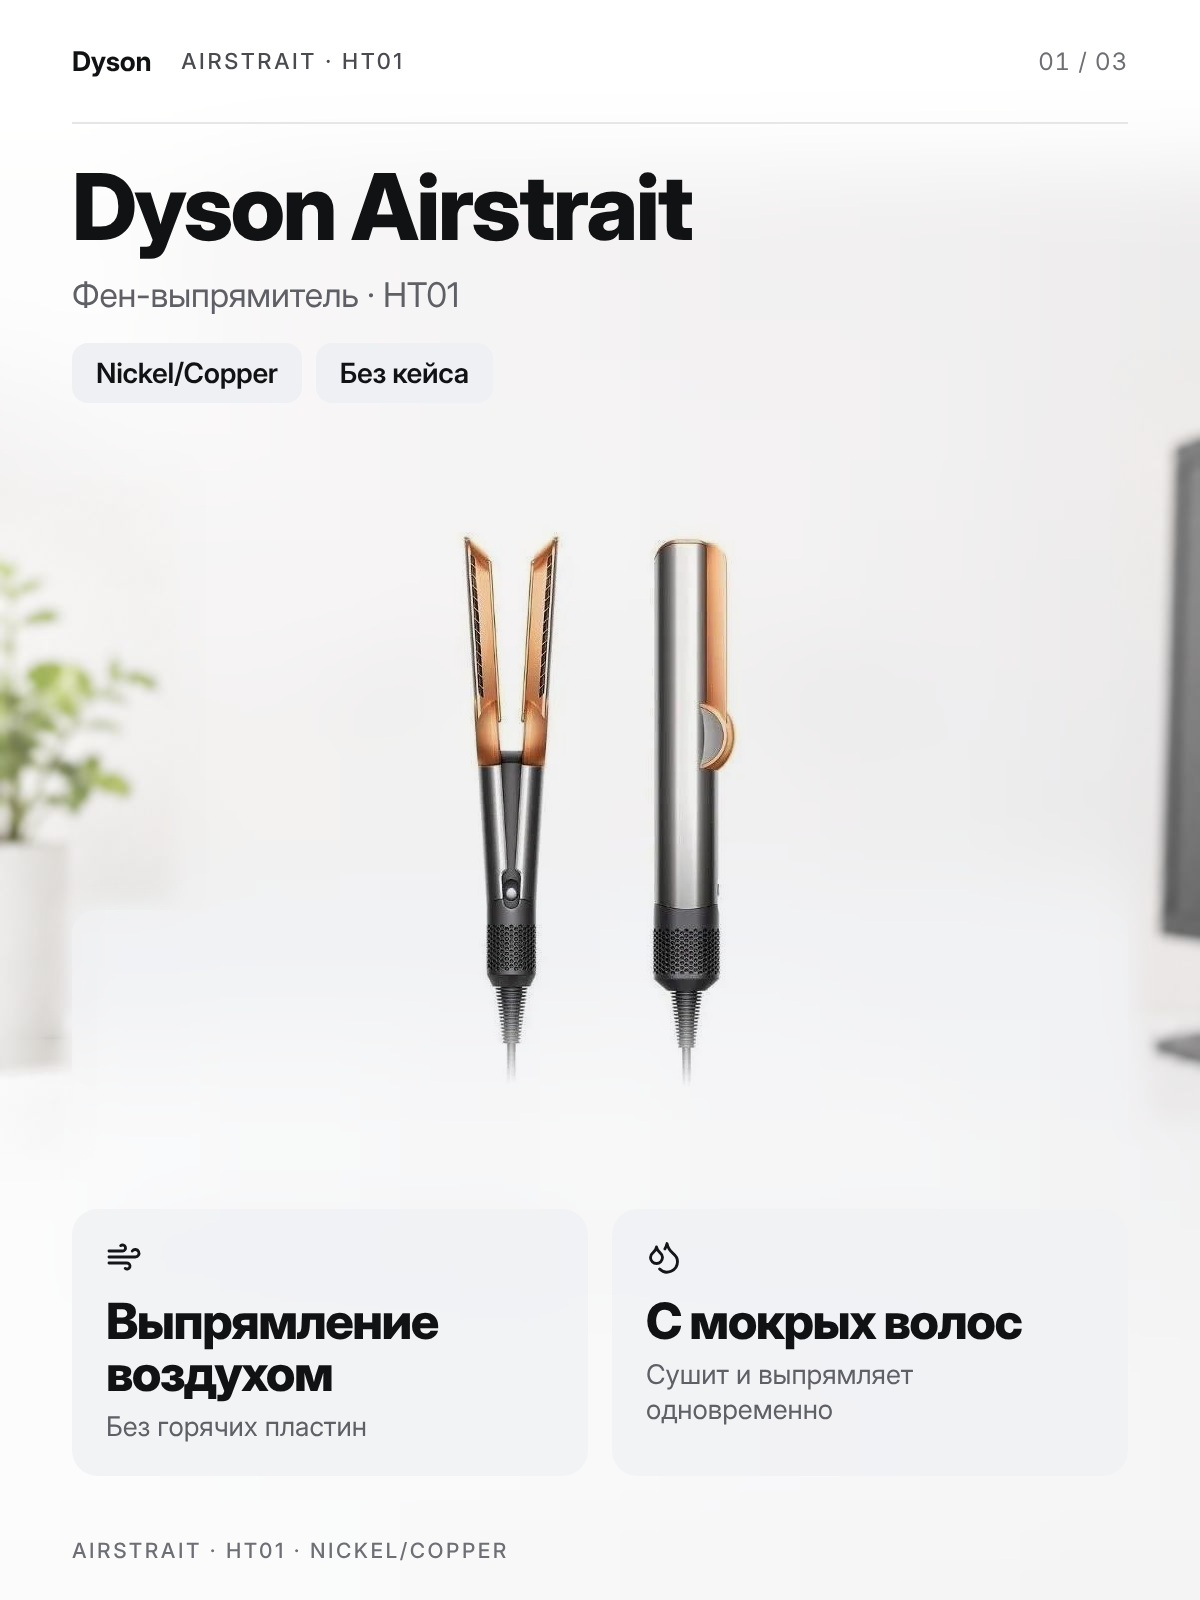 Dyson AIRSTRAIT · HT01 01 / 03
Dyson Airstrait
Фен-выпрямитель · HT01
Nickel/Copper Без кейса
Выпрямление
воздухом
Без горячих пластин
С мокрых волос
Сушит и выпрямляет
одновременно
AIRSTRAIT · HT01 · NICKEL/COPPER